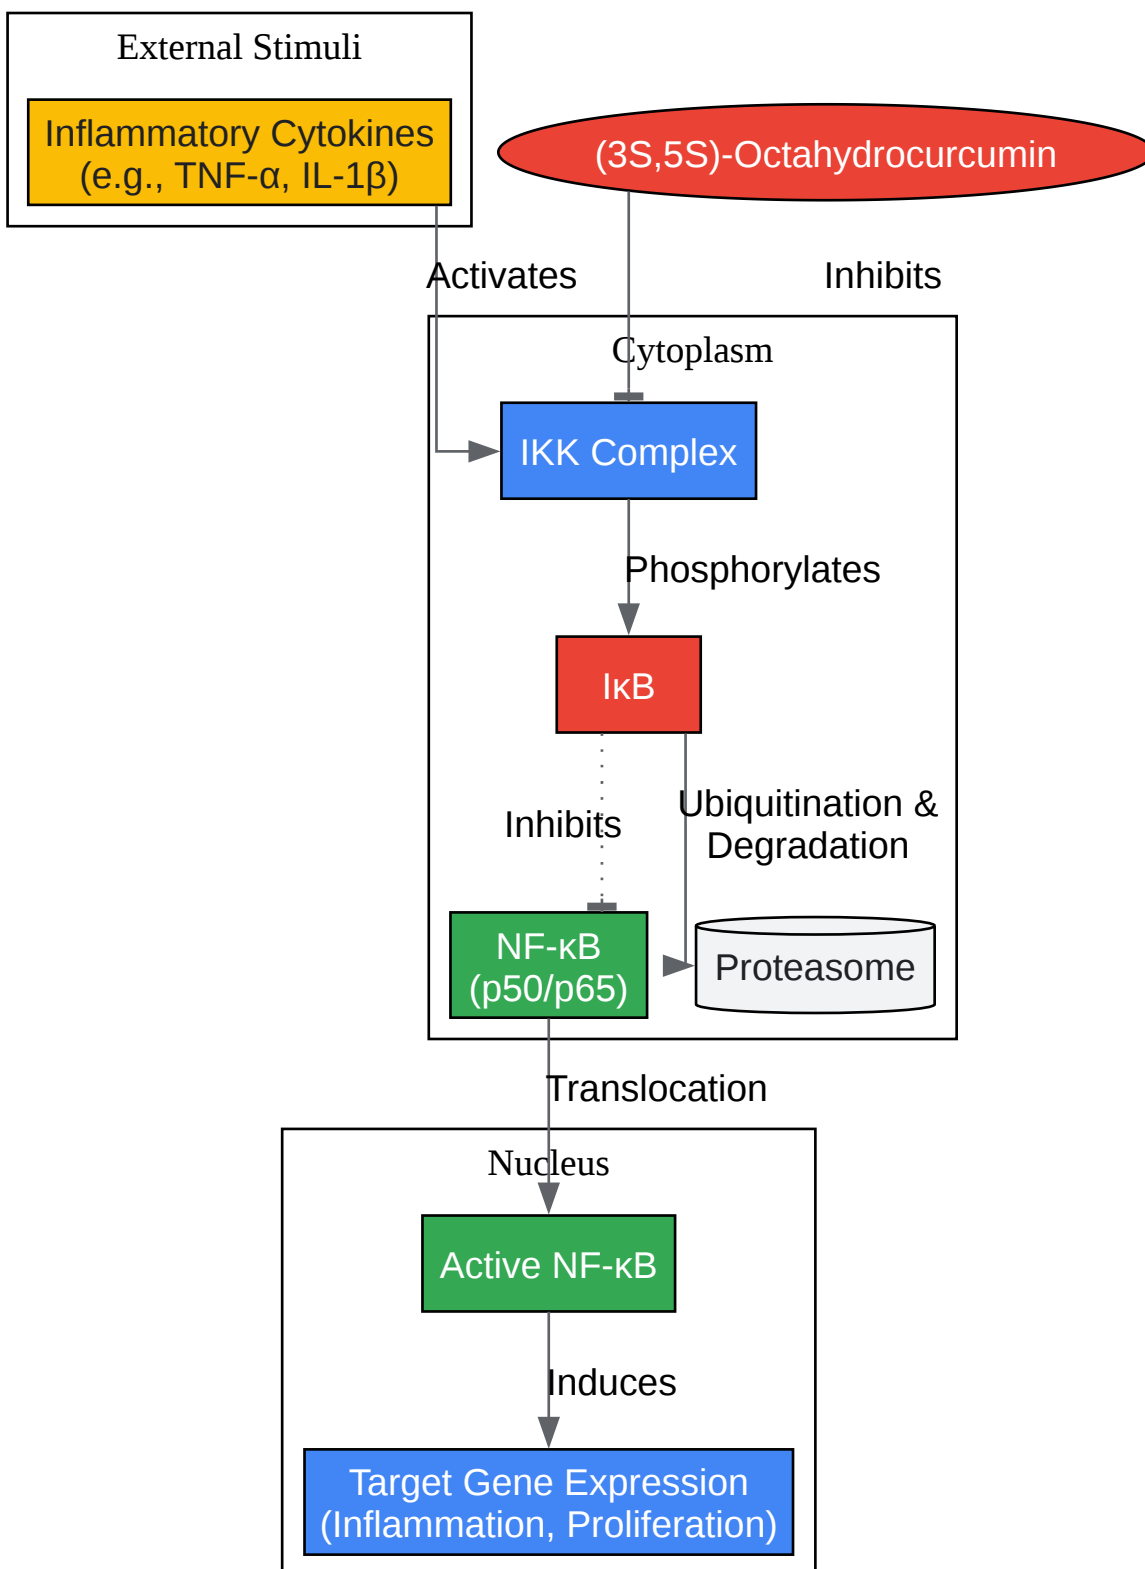 External Stimuli
Inflammatory Cytokines
(e.g., TNF-α, IL-1β)
(3S,5S)-Octahydrocurcumin
Activates
Inhibits
Cytoplasm
IKK Complex
Phosphorylates
IκB
Inhibits
Ubiquitination &
Degradation
NF-κB
(p50/p65)
Proteasome
Translocation
Nucleus
Active NF-κB
Induces
Target Gene Expression
(Inflammation, Proliferation)